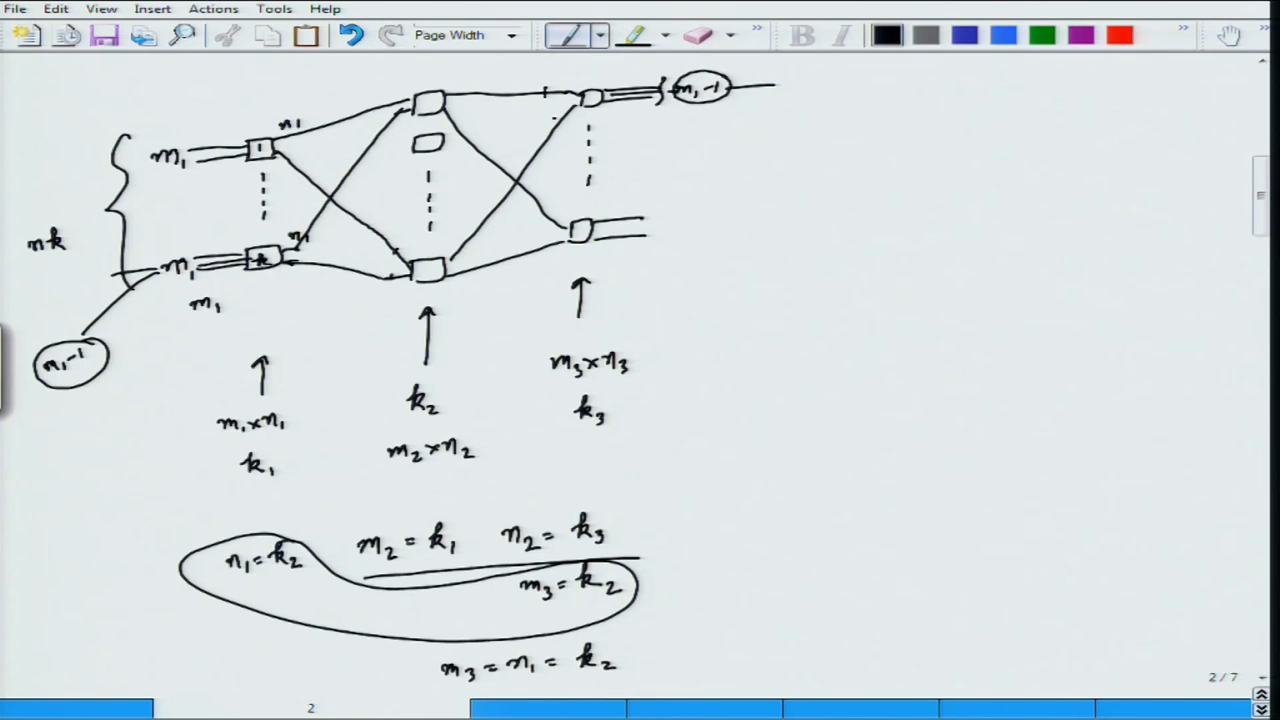 File Edit View Insert Actions Tools Help
Page Width
n₁ m₁-1
m₁ 1
nk n₁
m₁ k
m₁
n₁-1
m₃×n₃
k₂ k₃
m₁×n₁ m₂×n₂
k₁
n₁=k₂ m₂=k₁ n₂=k₃
m₃=k₂
m₃=n₁=k₂
2 / 7
2